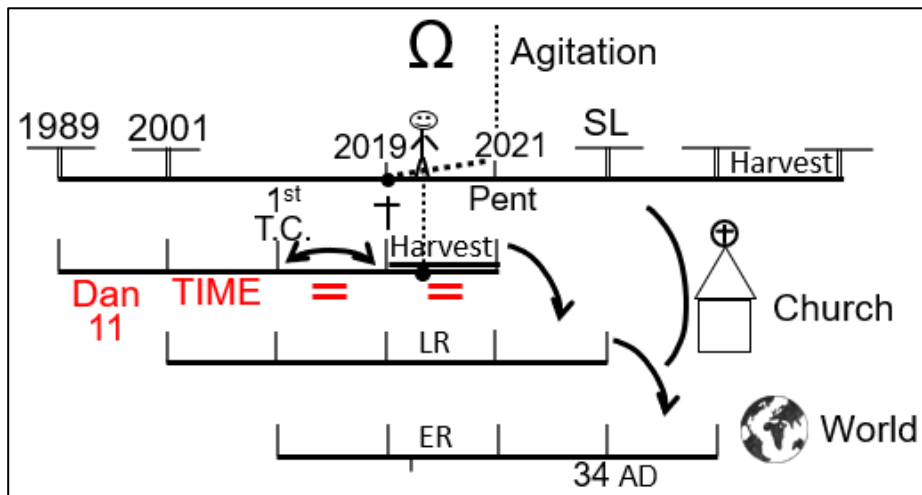 Ω
Agitation
1989
2001
2019
2021
SL
Harvest
Pent
1st
T.C.
Harvest
Dan
11
TIME
=
=
Church
LR
ER
World
34 AD